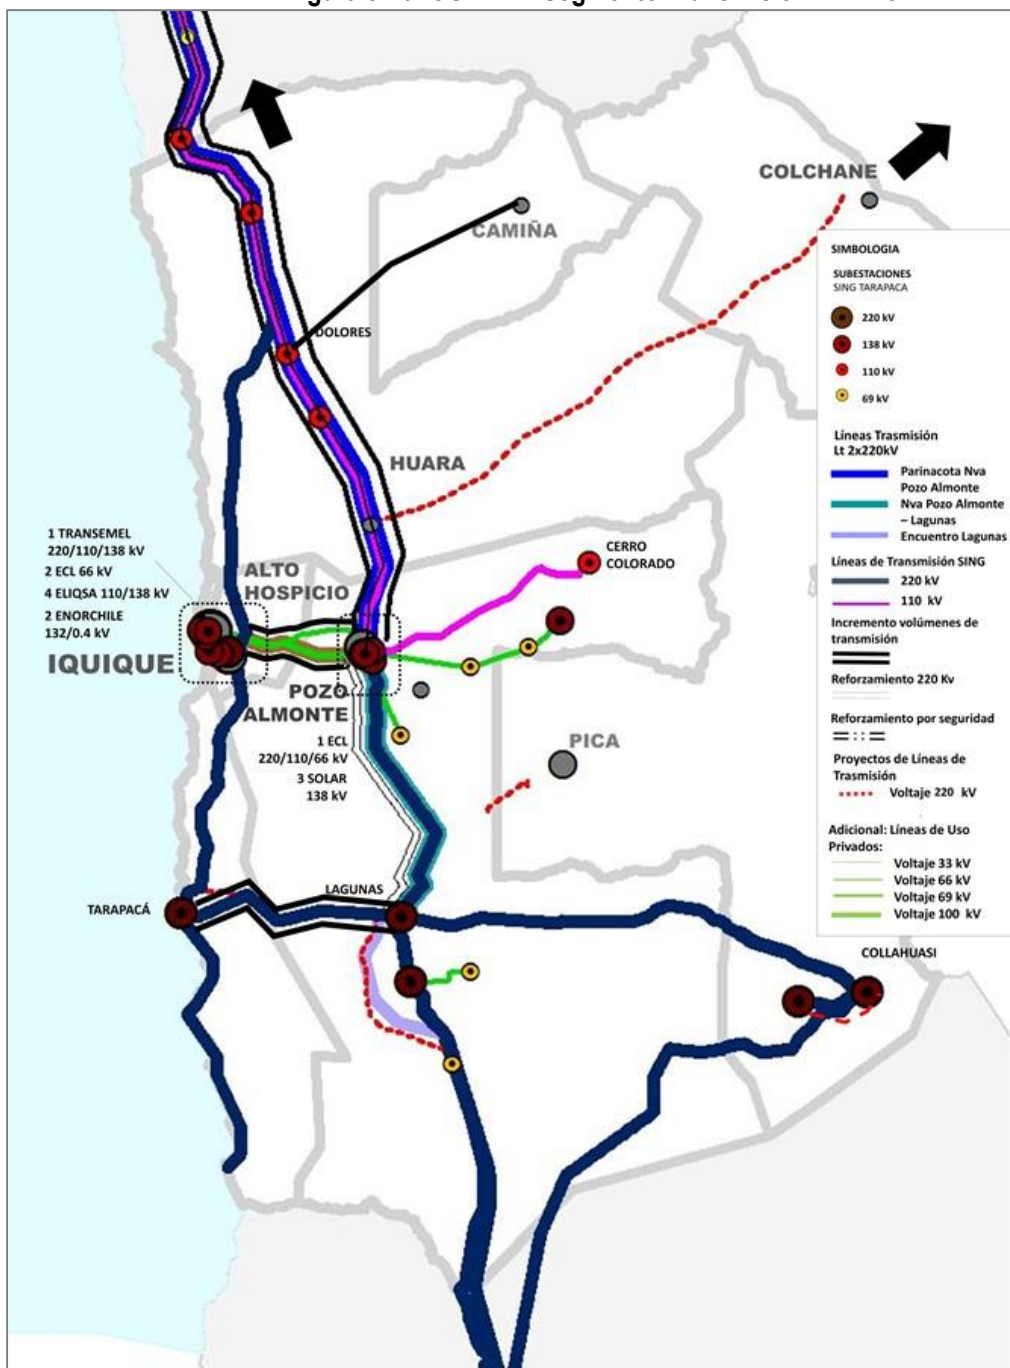 COLCHANE
CAMIÑA
DOLORES
HUARA
1 TRANSEMEL
220/110/138 kV
2 ECL 66 kV
4 ELIQSA 110/138 kV
2 ENORCHILE
132/0.4 kV
ALTO
HOSPICIO
IQUIQUE
CERRO
COLORADO
POZO
ALMONTE
1 ECL
220/110/66 kV
3 SOLAR
138 kV
PICA
TARAPACÁ
LAGUNAS
COLLAHUASI
SIMBOLOGIA
SUBESTACIONES
SING TARAPACA
220 kV
138 kV
110 kV
69 kV
Líneas Trasmisión
Lt 2x220kV
Parinacota Nva
Pozo Almonte
Nva Pozo Almonte
– Lagunas
Encuentro Lagunas
Líneas de Transmisión SING
220 kV
110 kV
Incremento volúmenes de
transmisión
Reforzamiento 220 Kv
Reforzamiento por seguridad
Proyectos de Líneas de
Trasmisión
Voltaje 220 kV
Adicional: Líneas de Uso
Privados:
Voltaje 33 kV
Voltaje 66 kV
Voltaje 69 kV
Voltaje 100 kV